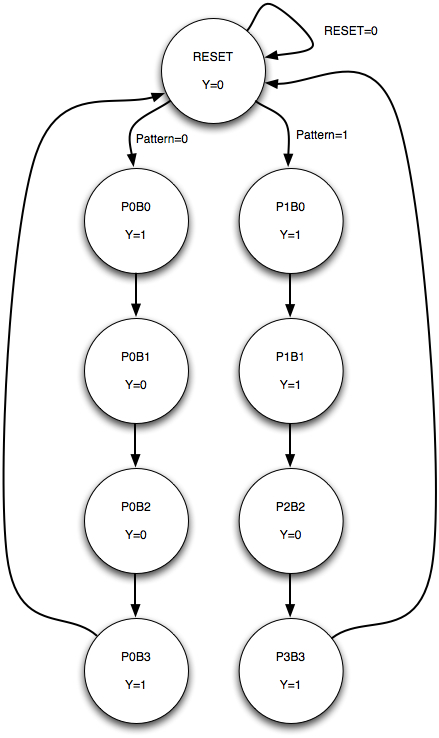 RESET
Y=0
RESET=0
Pattern=0
Pattern=1
P0B0
Y=1
P1B0
Y=1
P0B1
Y=0
P1B1
Y=1
P0B2
Y=0
P2B2
Y=0
P0B3
Y=1
P3B3
Y=1